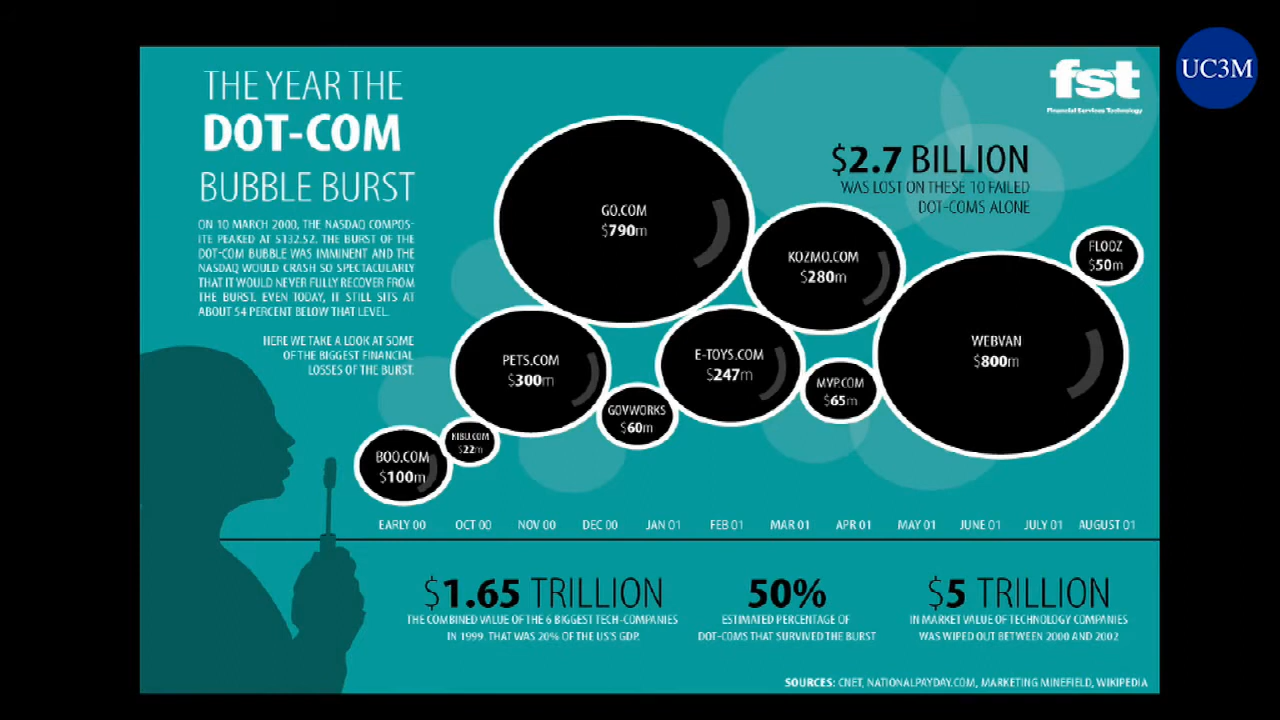 THE YEAR THE
DOT-COM
BUBBLE BURST
ON 10 MARCH 2000, THE NASDAQ COMPOS-
ITE PEAKED AT 5132.52. THE BURST OF THE
DOT-COM BUBBLE WAS IMMINENT AND THE
NASDAQ WOULD CRASH SO SPECTACULARLY
THAT IT WOULD NEVER FULLY RECOVER FROM
THE BURST. EVEN TODAY, IT STILL SITS AT
ABOUT 54 PERCENT BELOW THAT LEVEL.
HERE WE TAKE A LOOK AT SOME
OF THE BIGGEST FINANCIAL
LOSSES OF THE BURST.
fst
Financial Services Technology
UC3M
$2.7 BILLION
WAS LOST ON THESE 10 FAILED
DOT-COMS ALONE
GO.COM
$790m
KOZMO.COM
$280m
FLOOZ
$50m
PETS.COM
$300m
E-TOYS.COM
$247m
WEBVAN
$800m
MVP.COM
$65m
GOVWORKS
$60m
KIBU.COM
$22m
BOO.COM
$100m
EARLY 00 OCT 00 NOV 00 DEC 00 JAN 01 FEB 01 MAR 01 APR 01 MAY 01 JUNE 01 JULY 01 AUGUST 01
$1.65 TRILLION
THE COMBINED VALUE OF THE 6 BIGGEST TECH-COMPANIES
IN 1999. THAT WAS 20% OF THE US'S GDP.
50%
ESTIMATED PERCENTAGE OF
DOT-COMS THAT SURVIVED THE BURST
$5 TRILLION
IN MARKET VALUE OF TECHNOLOGY COMPANIES
WAS WIPED OUT BETWEEN 2000 AND 2002
SOURCES: CNET, NATIONALPAYDAY.COM, MARKETING MINEFIELD, WIKIPEDIA